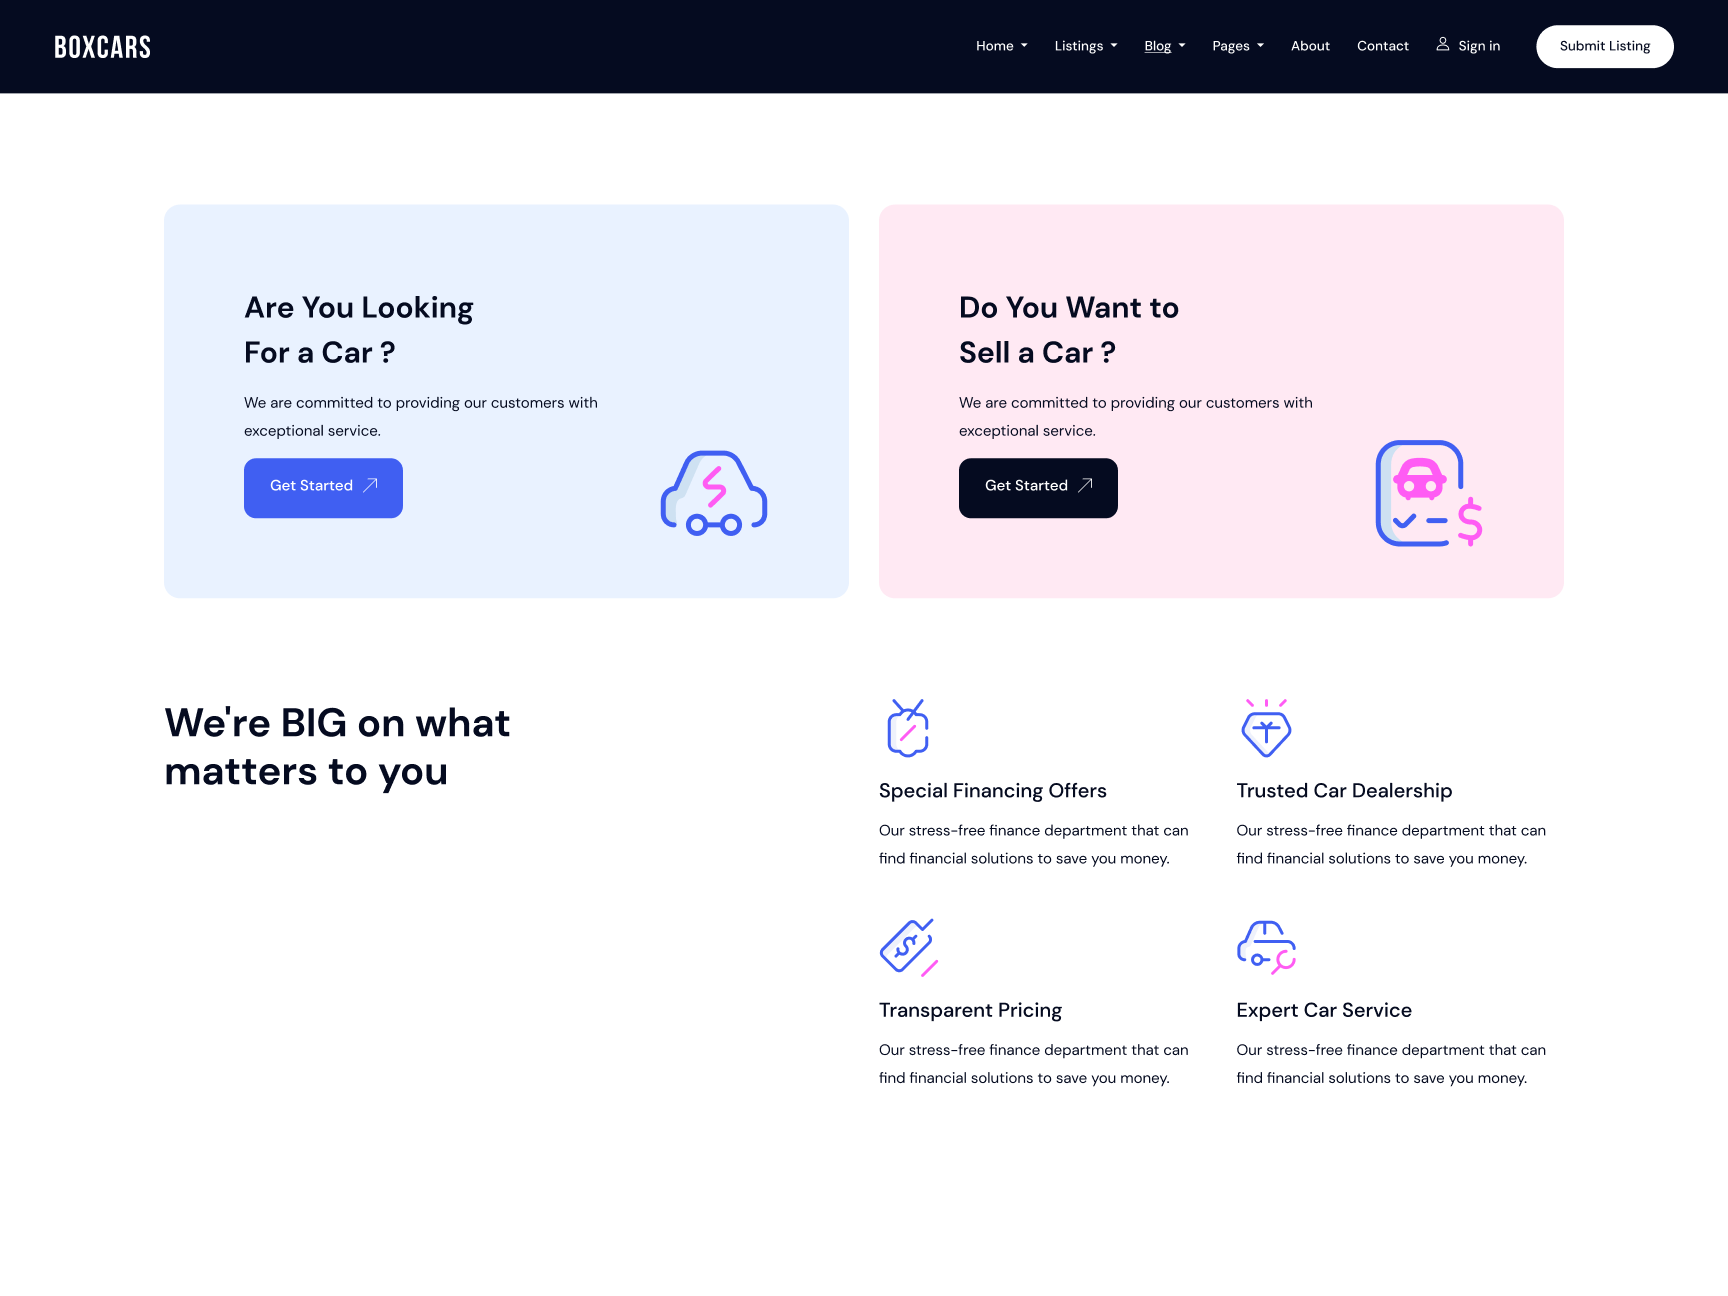 BOXCARS
Home Listings Blog Pages About Contact Sign in Submit Listing
Are You Looking
For a Car ?
We are committed to providing our customers with
exceptional service.
Get Started
Do You Want to
Sell a Car ?
We are committed to providing our customers with
exceptional service.
Get Started
$
We're BIG on what
matters to you
Special Financing Offers
Our stress-free finance department that can
find financial solutions to save you money.
Trusted Car Dealership
Our stress-free finance department that can
find financial solutions to save you money.
$
Transparent Pricing
Our stress-free finance department that can
find financial solutions to save you money.
Expert Car Service
Our stress-free finance department that can
find financial solutions to save you money.